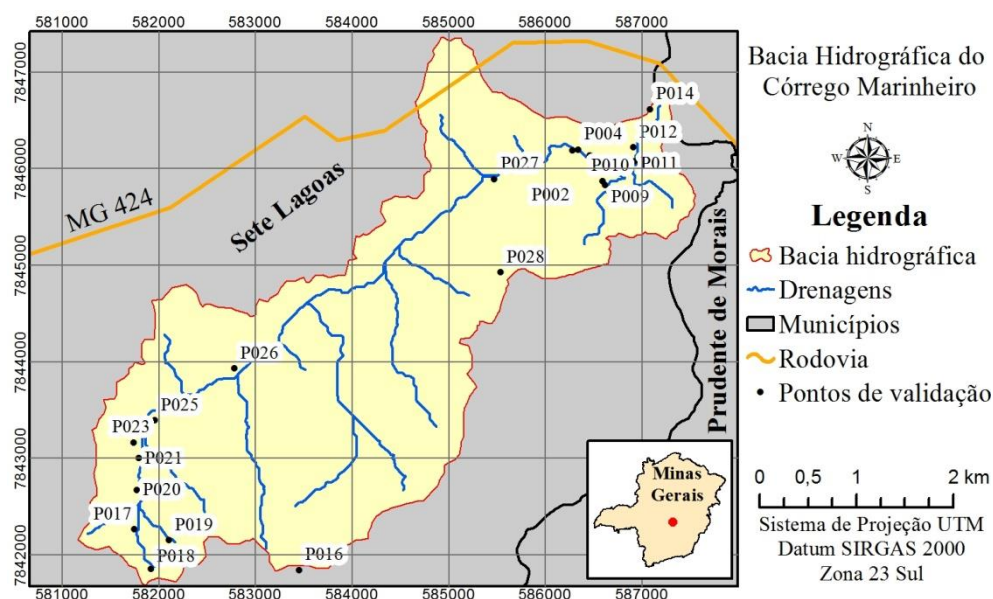 581000 582000 583000 584000 585000 586000 587000
7847000
7846000
7845000
7844000
7843000
7842000
MG 424
Sete Lagoas
Prudente de Morais
P014
P004
P012
P027
P010
P011
P002
P009
P028
P026
P025
P023
P021
P020
P017
P019
P018
P016
Minas
Gerais
581000 582000 583000 584000 585000 586000 587000
Bacia Hidrográfica do
Córrego Marinheiro
N
W E
S
Legenda
Bacia hidrográfica
Drenagens
Municípios
Rodovia
Pontos de validação
0 0,5 1 2 km
Sistema de Projeção UTM
Datum SIRGAS 2000
Zona 23 Sul